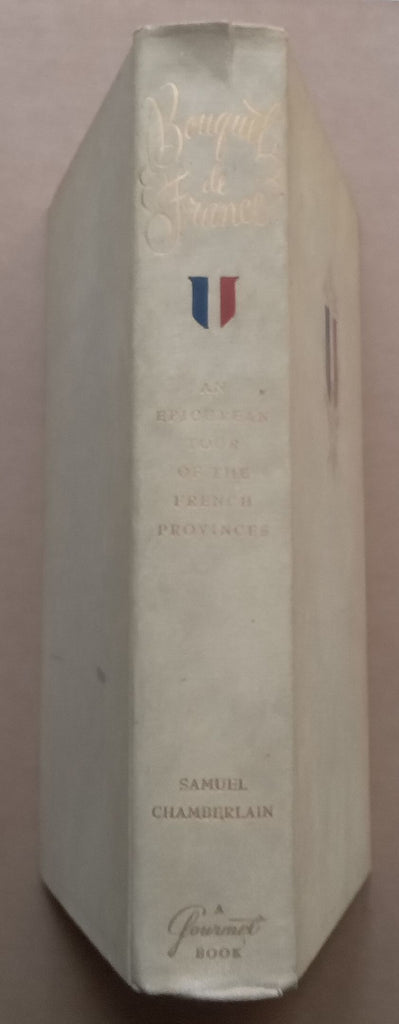 Bouquet
de
France
AN
EPICUREAN
TOUR
OF THE
FRENCH
PROVINCES
SAMUEL
CHAMBERLAIN
A
Gourmet
BOOK